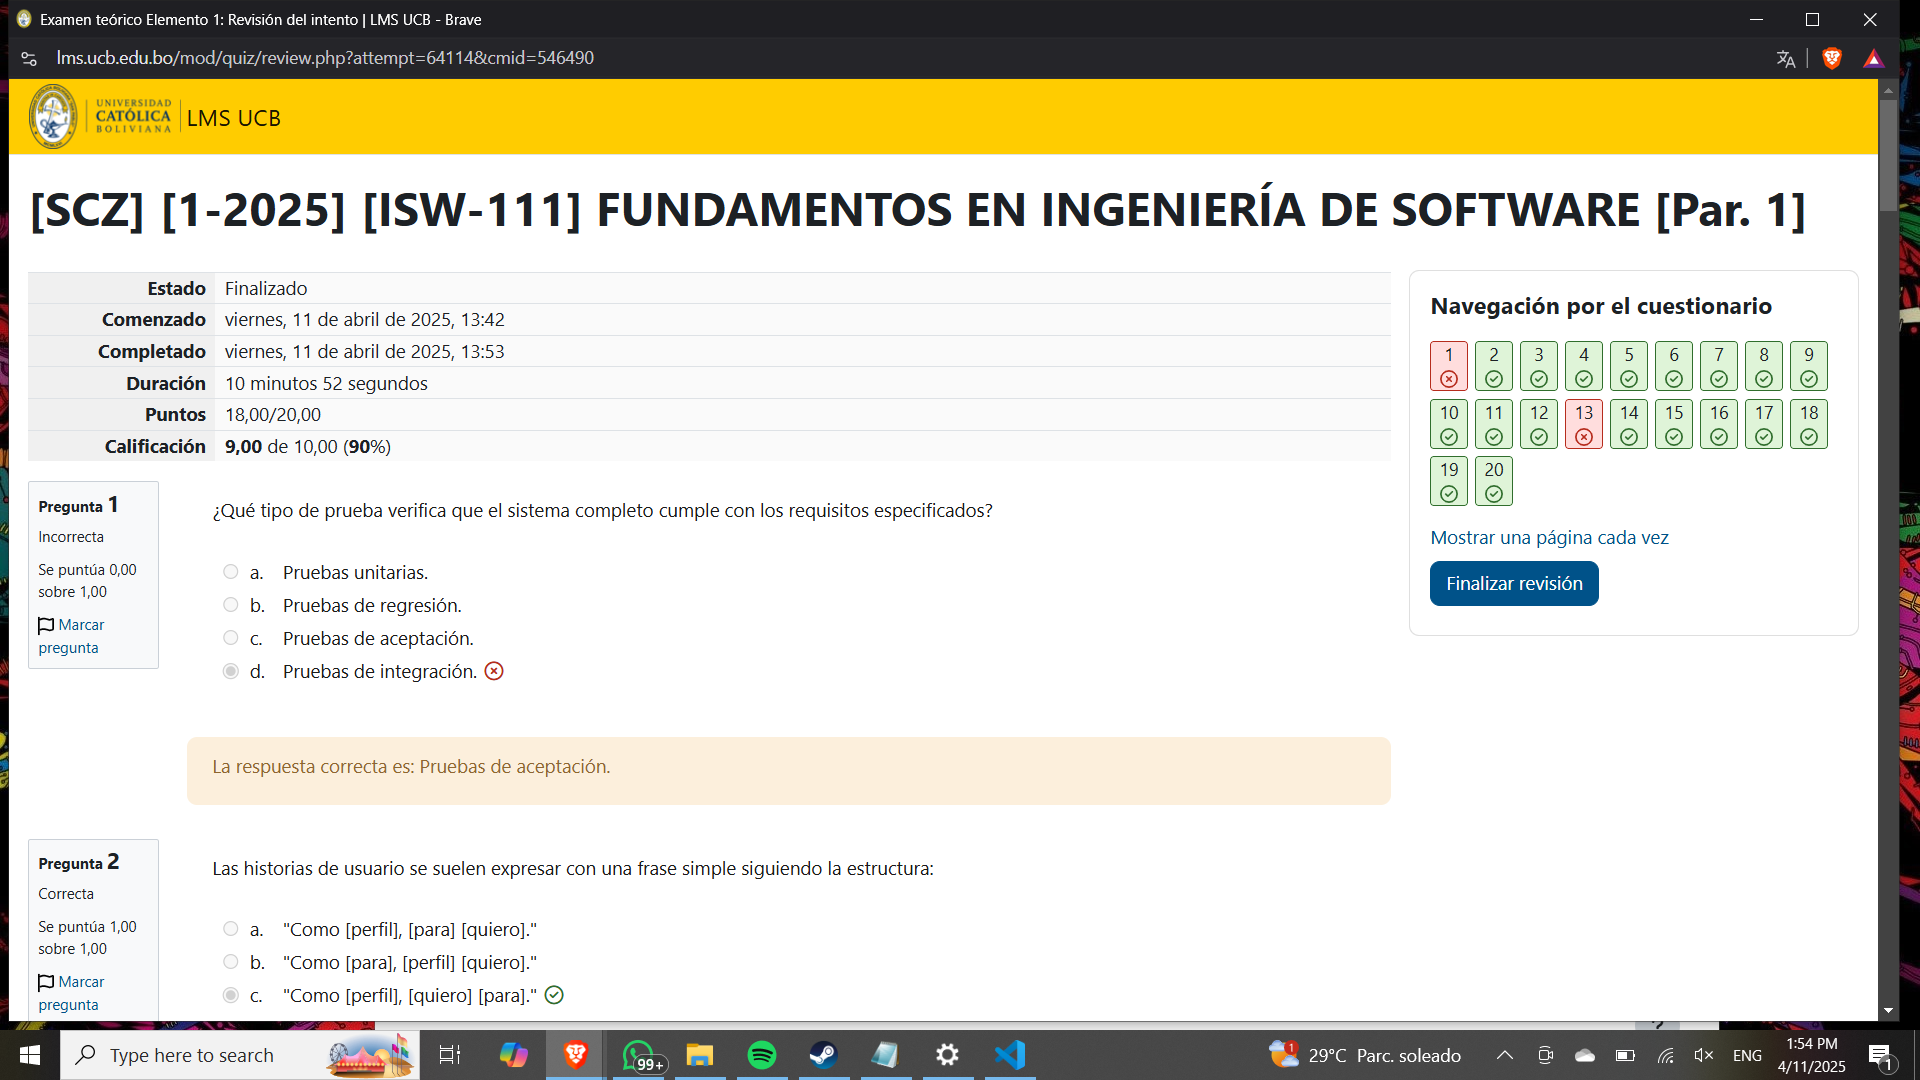 Examen teórico Elemento 1: Revisión del intento | LMS UCB - Brave
lms.ucb.edu.bo/mod/quiz/review.php?attempt=64114&cmid=546490
UNIVERSIDAD
CATÓLICA
BOLIVIANA
LMS UCB
[SCZ] [1-2025] [ISW-111] FUNDAMENTOS EN INGENIERÍA DE SOFTWARE [Par. 1]
Estado Finalizado
Comenzado viernes, 11 de abril de 2025, 13:42
Completado viernes, 11 de abril de 2025, 13:53
Duración 10 minutos 52 segundos
Puntos 18,00/20,00
Calificación 9,00 de 10,00 (90%)
Navegación por el cuestionario
1 2 3 4 5 6 7 8 9
10 11 12 13 14 15 16 17 18
19 20
Mostrar una página cada vez
Finalizar revisión
Pregunta 1
Incorrecta
Se puntúa 0,00
sobre 1,00
Marcar
pregunta
¿Qué tipo de prueba verifica que el sistema completo cumple con los requisitos especificados?
a. Pruebas unitarias.
b. Pruebas de regresión.
c. Pruebas de aceptación.
d. Pruebas de integración.
La respuesta correcta es: Pruebas de aceptación.
Pregunta 2
Correcta
Se puntúa 1,00
sobre 1,00
Marcar
pregunta
Las historias de usuario se suelen expresar con una frase simple siguiendo la estructura:
a. "Como [perfil], [para] [quiero]."
b. "Como [para], [perfil] [quiero]."
c. "Como [perfil], [quiero] [para]."
Type here to search
99+
1
29°C Parc. soleado
ENG
1:54 PM
4/11/2025
1